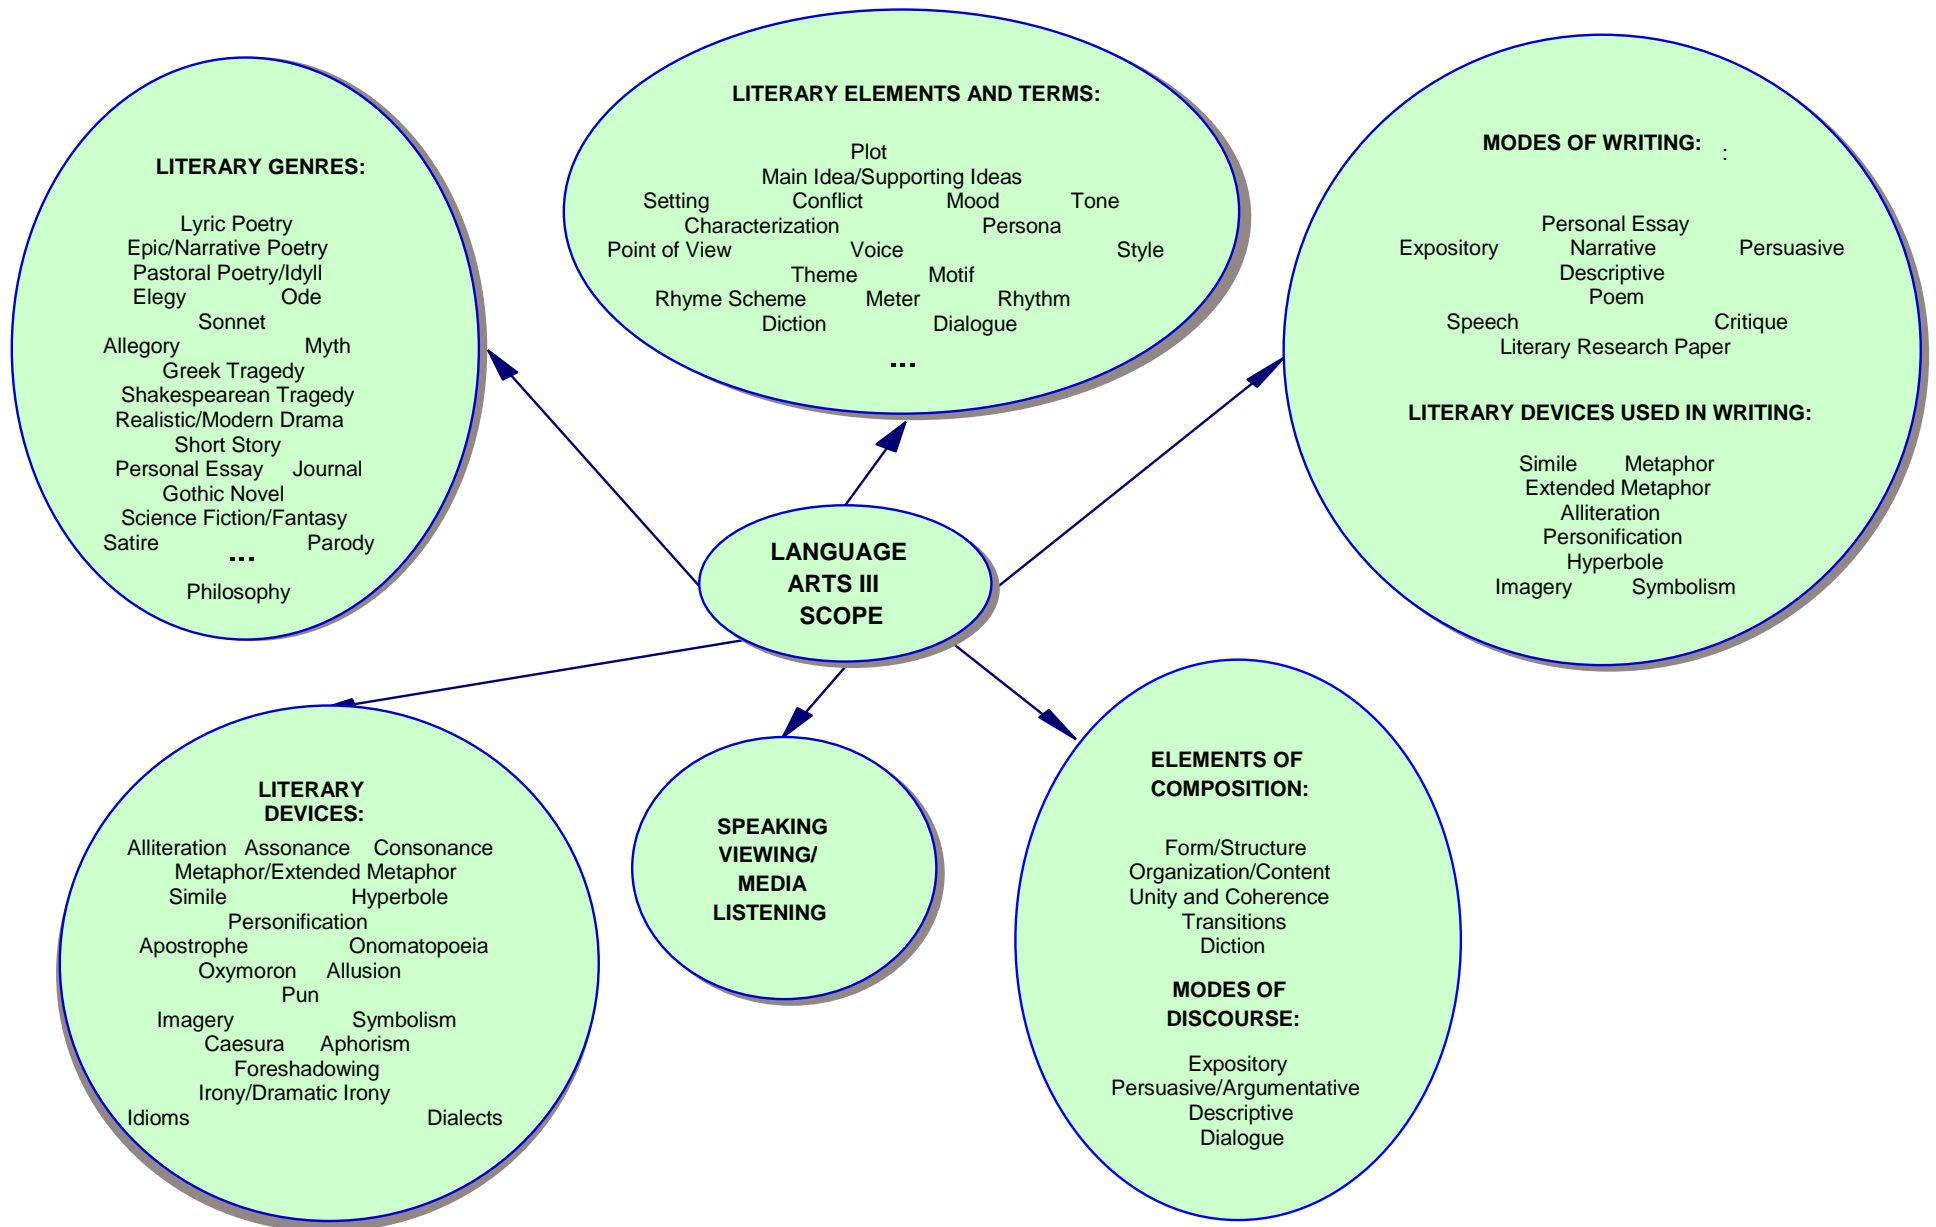 LITERARY GENRES:
Lyric Poetry
Epic/Narrative Poetry
Pastoral Poetry/Idyll
Elegy Ode
Sonnet
Allegory Myth
Greek Tragedy
Shakespearean Tragedy
Realistic/Modern Drama
Short Story
Personal Essay Journal
Gothic Novel
Science Fiction/Fantasy
Satire ... Parody
Philosophy
LITERARY ELEMENTS AND TERMS:
Plot
Main Idea/Supporting Ideas
Setting Conflict Mood Tone
Characterization Persona
Point of View Voice Style
Theme Motif
Rhyme Scheme Meter Rhythm
Diction Dialogue
...
MODES OF WRITING: :
Personal Essay
Expository Narrative Persuasive
Descriptive
Poem
Speech Critique
Literary Research Paper
LITERARY DEVICES USED IN WRITING:
Simile Metaphor
Extended Metaphor
Alliteration
Personification
Hyperbole
Imagery Symbolism
LANGUAGE
ARTS III
SCOPE
LITERARY
DEVICES:
Alliteration Assonance Consonance
Metaphor/Extended Metaphor
Simile Hyperbole
Personification
Apostrophe Onomatopoeia
Oxymoron Allusion
Pun
Imagery Symbolism
Caesura Aphorism
Foreshadowing
Irony/Dramatic Irony
Idioms Dialects
SPEAKING
VIEWING/
MEDIA
LISTENING
ELEMENTS OF
COMPOSITION:
Form/Structure
Organization/Content
Unity and Coherence
Transitions
Diction
MODES OF
DISCOURSE:
Expository
Persuasive/Argumentative
Descriptive
Dialogue